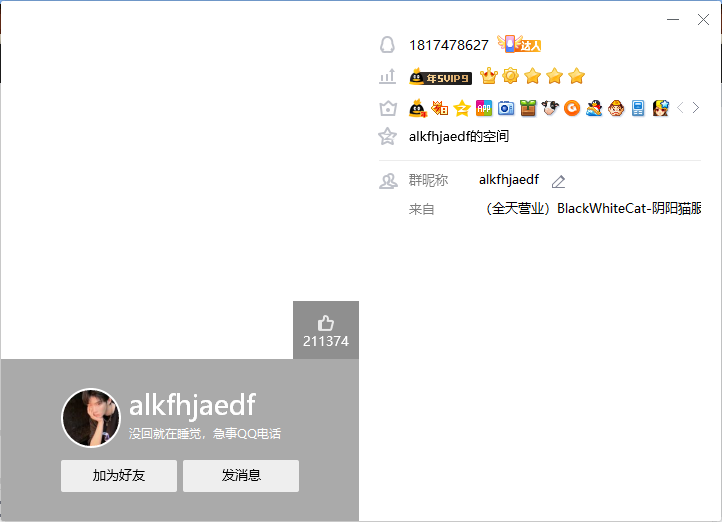 1817478627 达人
年SVIP9
APP
alkfhjaedf的空间
群昵称 alkfhjaedf
来自 （全天营业）BlackWhiteCat-阴阳猫服
211374
alkfhjaedf
没回就在睡觉，急事QQ电话
加为好友 发消息